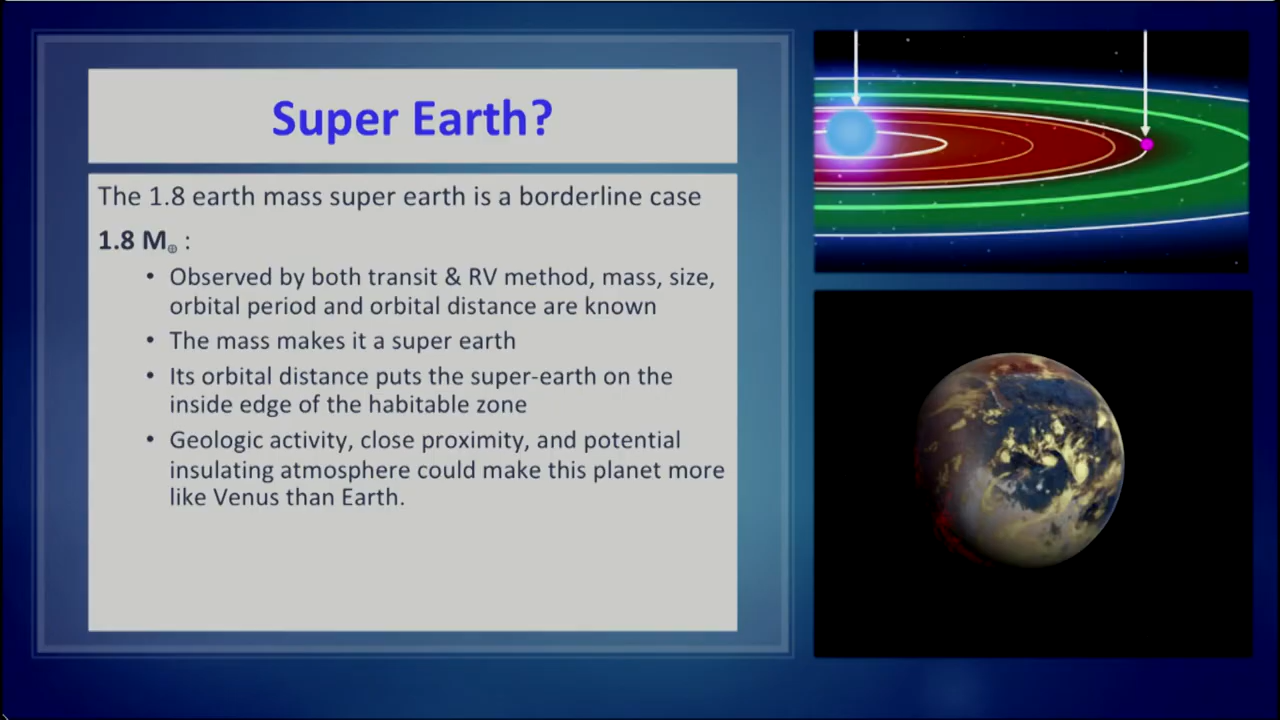 Super Earth?
The 1.8 earth mass super earth is a borderline case
1.8 M⊕ :
• Observed by both transit & RV method, mass, size,
orbital period and orbital distance are known
• The mass makes it a super earth
• Its orbital distance puts the super-earth on the
inside edge of the habitable zone
• Geologic activity, close proximity, and potential
insulating atmosphere could make this planet more
like Venus than Earth.